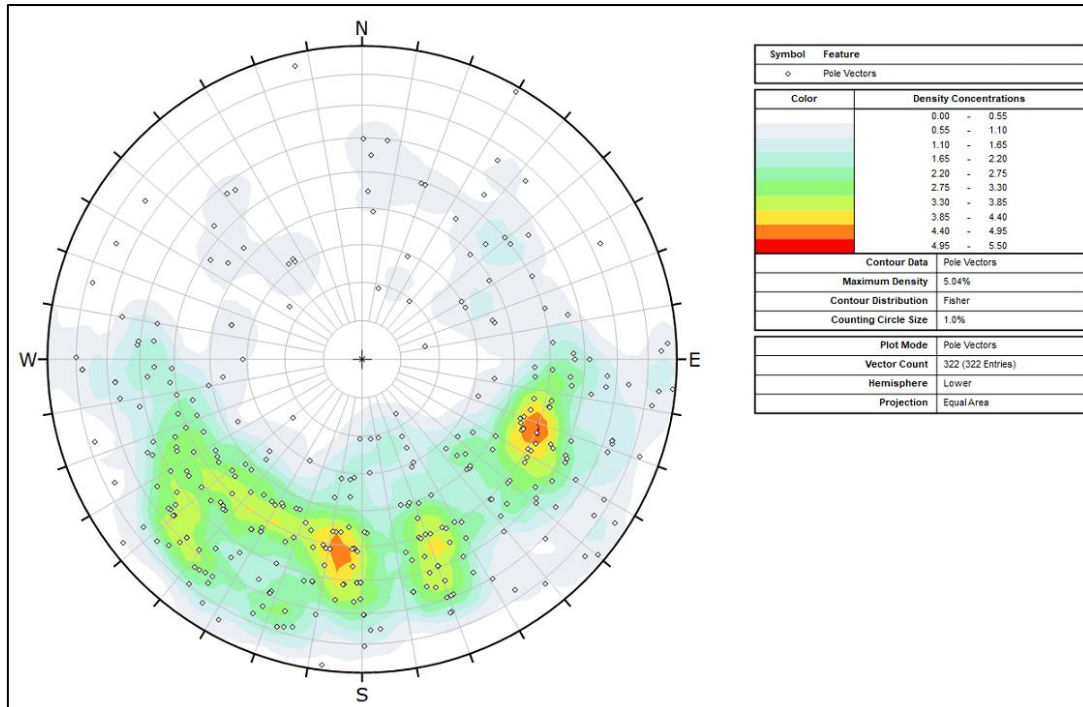 N
W
E
S
Symbol Feature
Pole Vectors
Color Density Concentrations
0.00 - 0.55
0.55 - 1.10
1.10 - 1.65
1.65 - 2.20
2.20 - 2.75
2.75 - 3.30
3.30 - 3.85
3.85 - 4.40
4.40 - 4.95
4.95 - 5.50
Contour Data Pole Vectors
Maximum Density 5.04%
Contour Distribution Fisher
Counting Circle Size 1.0%
Plot Mode Pole Vectors
Vector Count 322 (322 Entries)
Hemisphere Lower
Projection Equal Area